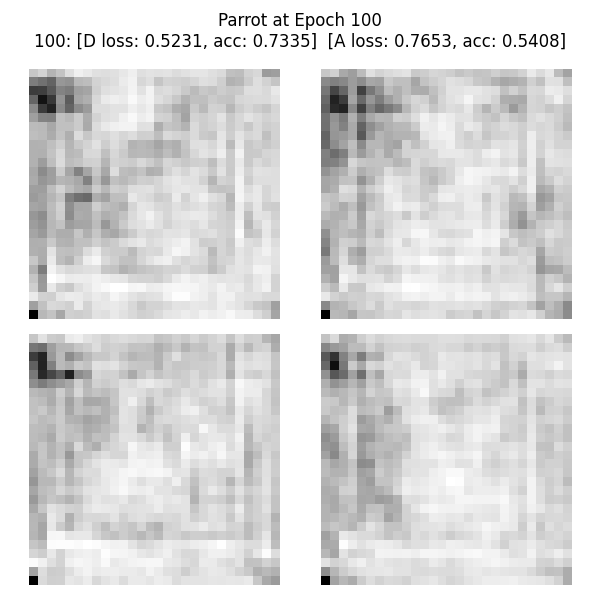 Parrot at Epoch 100
100: [D loss: 0.5231, acc: 0.7335]  [A loss: 0.7653, acc: 0.5408]